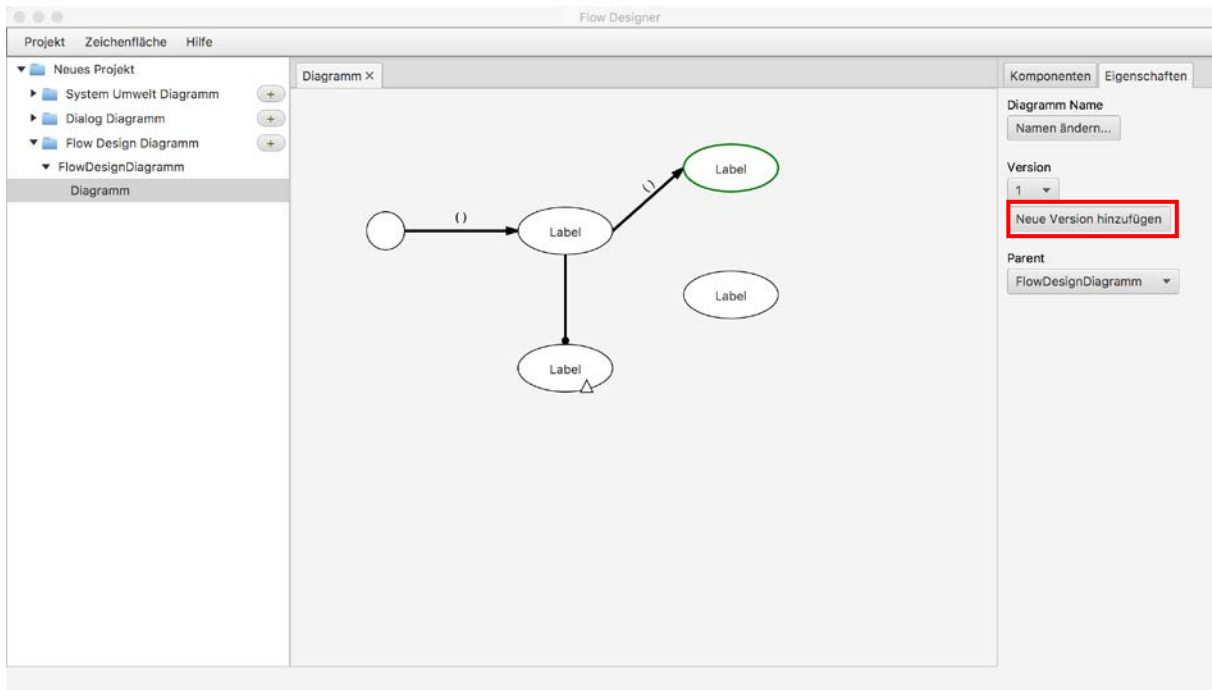 Flow Designer
Projekt Zeichenfläche Hilfe
Neues Projekt
System Umwelt Diagramm +
Dialog Diagramm +
Flow Design Diagramm +
FlowDesignDiagramm
Diagramm
Diagramm ×
( )
Label
( )
Label
Label
Label
Komponenten Eigenschaften
Diagramm Name
Namen ändern...
Version
1
Neue Version hinzufügen
Parent
FlowDesignDiagramm